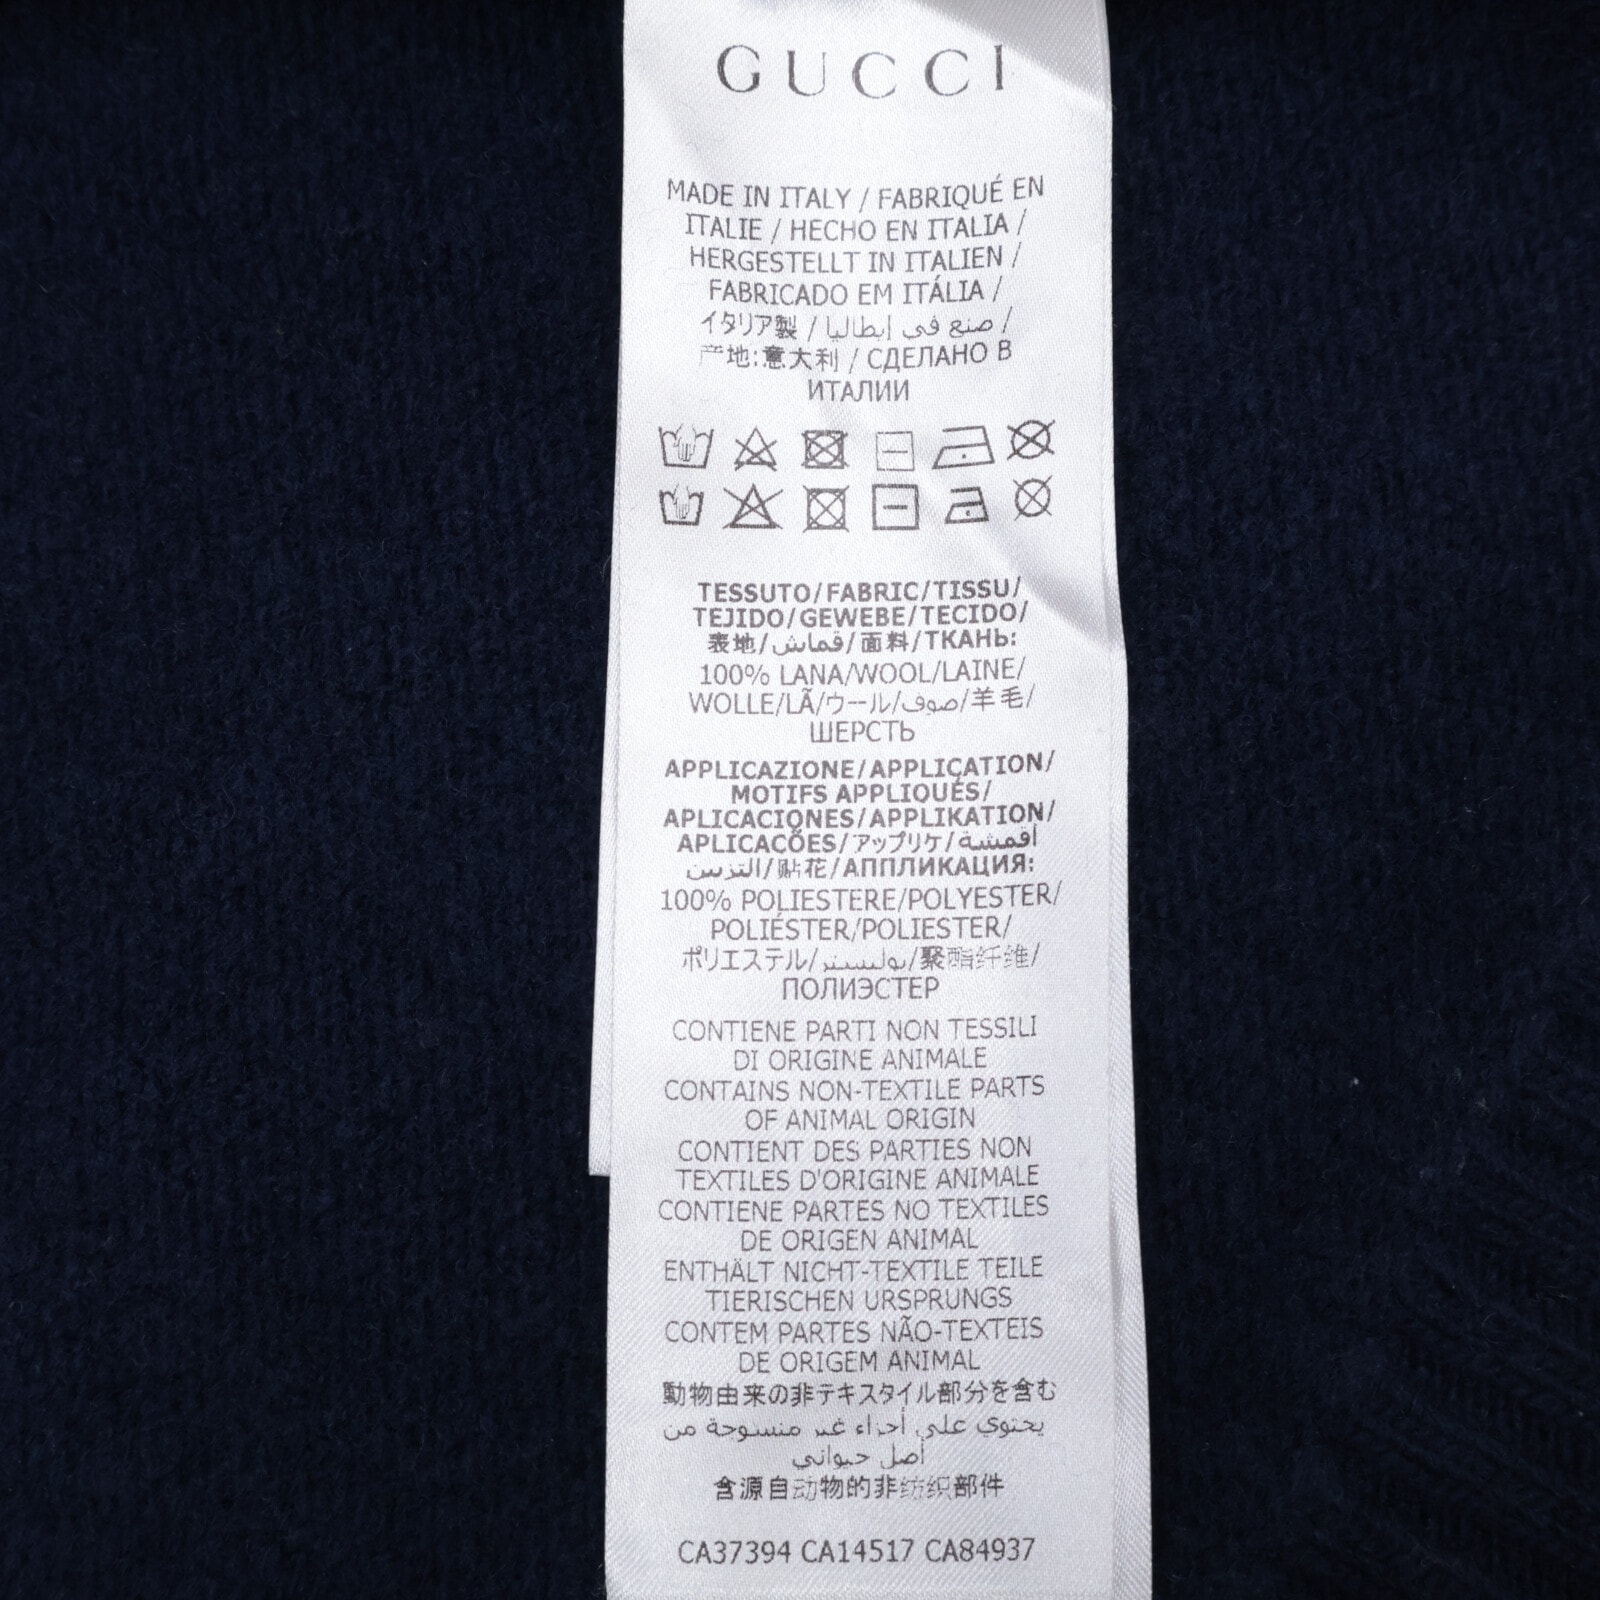 GUCCI
MADE IN ITALY / FABRIQUÉ EN
ITALIE / HECHO EN ITALIA /
HERGESTELLT IN ITALIEN /
FABRICADO EM ITÁLIA /
イタリア製 / صنع في إيطاليا /
产地:意大利 / СДЕЛАНО В
ИТАЛИИ
TESSUTO/FABRIC/TISSU/
TEJIDO/GEWEBE/TECIDO/
表地/قماش/面料/ТКАНЬ:
100% LANA/WOOL/LAINE/
WOLLE/LÃ/ウール/صوف/羊毛/
ШЕРСТЬ
APPLICAZIONE/APPLICATION/
MOTIFS APPLIQUÉS/
APLICACIONES/APPLIKATION/
APLICAÇÕES/アップリケ/أقمشة
التزيين/贴花/АППЛИКАЦИЯ:
100% POLIESTERE/POLYESTER/
POLIÉSTER/POLIESTER/
ポリエステル/بوليستر/聚酯纤维/
ПОЛИЭСТЕР
CONTIENE PARTI NON TESSILI
DI ORIGINE ANIMALE
CONTAINS NON-TEXTILE PARTS
OF ANIMAL ORIGIN
CONTIENT DES PARTIES NON
TEXTILES D'ORIGINE ANIMALE
CONTIENE PARTES NO TEXTILES
DE ORIGEN ANIMAL
ENTHÄLT NICHT-TEXTILE TEILE
TIERISCHEN URSPRUNGS
CONTEM PARTES NÃO-TEXTEIS
DE ORIGEM ANIMAL
動物由来の非テキスタイル部分を含む
يحتوي على أجزاء غير منسوجة من
أصل حيواني
含源自动物的非纺织部件
CA37394 CA14517 CA84937